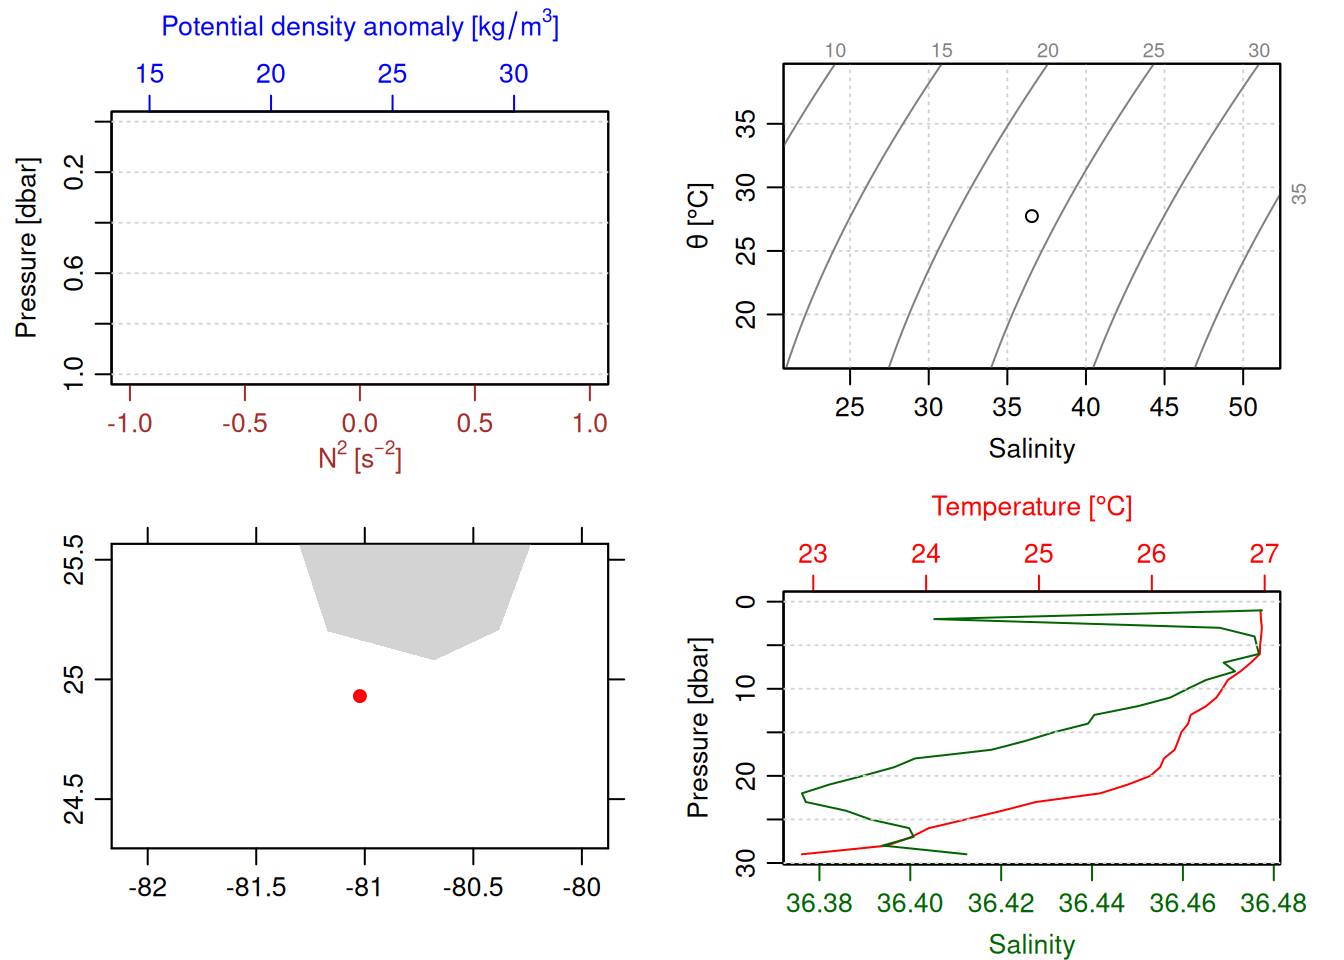 Potential density anomaly [kg/m³]
15 20 25 30
Pressure [dbar]
0.2
0.6
1.0
-1.0 -0.5 0.0 0.5 1.0
N² [s⁻²]
10 15 20 25 30
35
θ [°C]
35
30
25
20
25 30 35 40 45 50
Salinity
25.5
25
24.5
-82 -81.5 -81 -80.5 -80
Temperature [°C]
23 24 25 26 27
Pressure [dbar]
0
10
20
30
36.38 36.40 36.42 36.44 36.46 36.48
Salinity